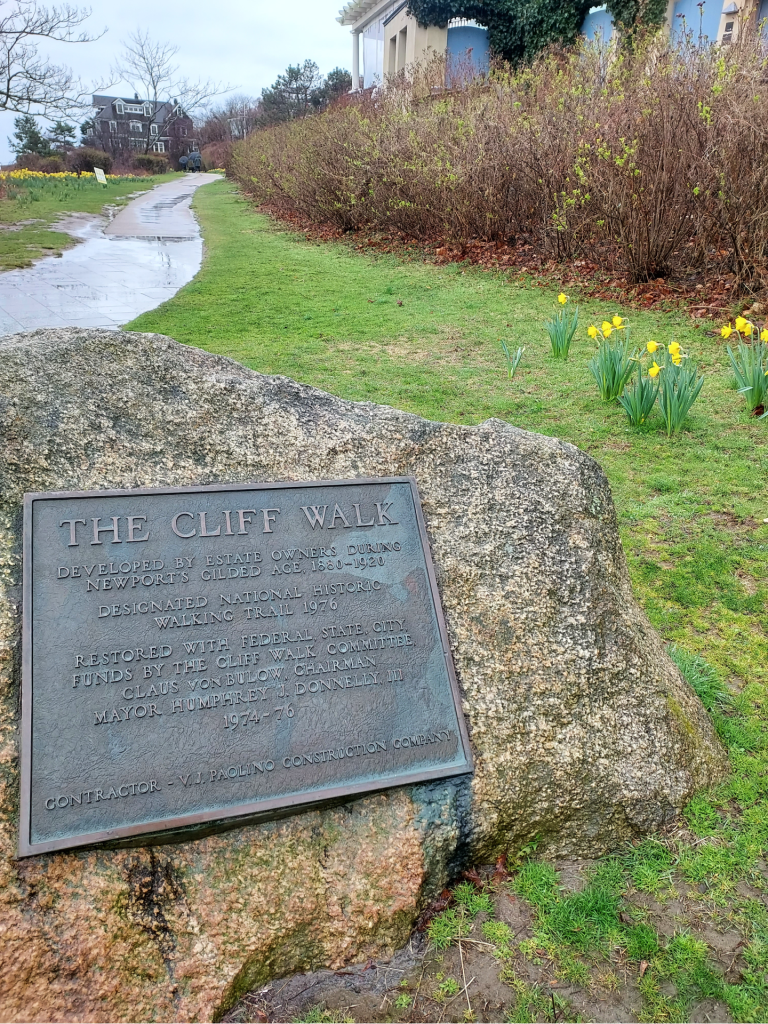 THE CLIFF WALK
DEVELOPED BY ESTATE OWNERS DURING
NEWPORT'S GILDED AGE 1880-1920
DESIGNATED NATIONAL HISTORIC
WALKING TRAIL 1976
RESTORED WITH FEDERAL, STATE, CITY
FUNDS BY THE CLIFF WALK COMMITTEE,
CLAUS VON BULOW, CHAIRMAN
MAYOR HUMPHREY J. DONNELLY, III
1974-76
CONTRACTOR - V.J. PAOLINO CONSTRUCTION COMPANY